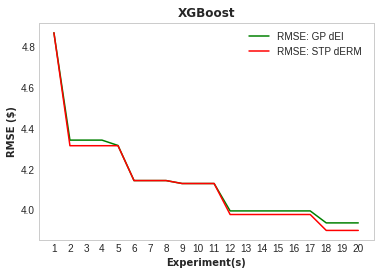 XGBoost
RMSE: GP dEI
RMSE: STP dERM
RMSE ($)
4.8
4.6
4.4
4.2
4.0
1 2 3 4 5 6 7 8 9 10 11 12 13 14 15 16 17 18 19 20
Experiment(s)